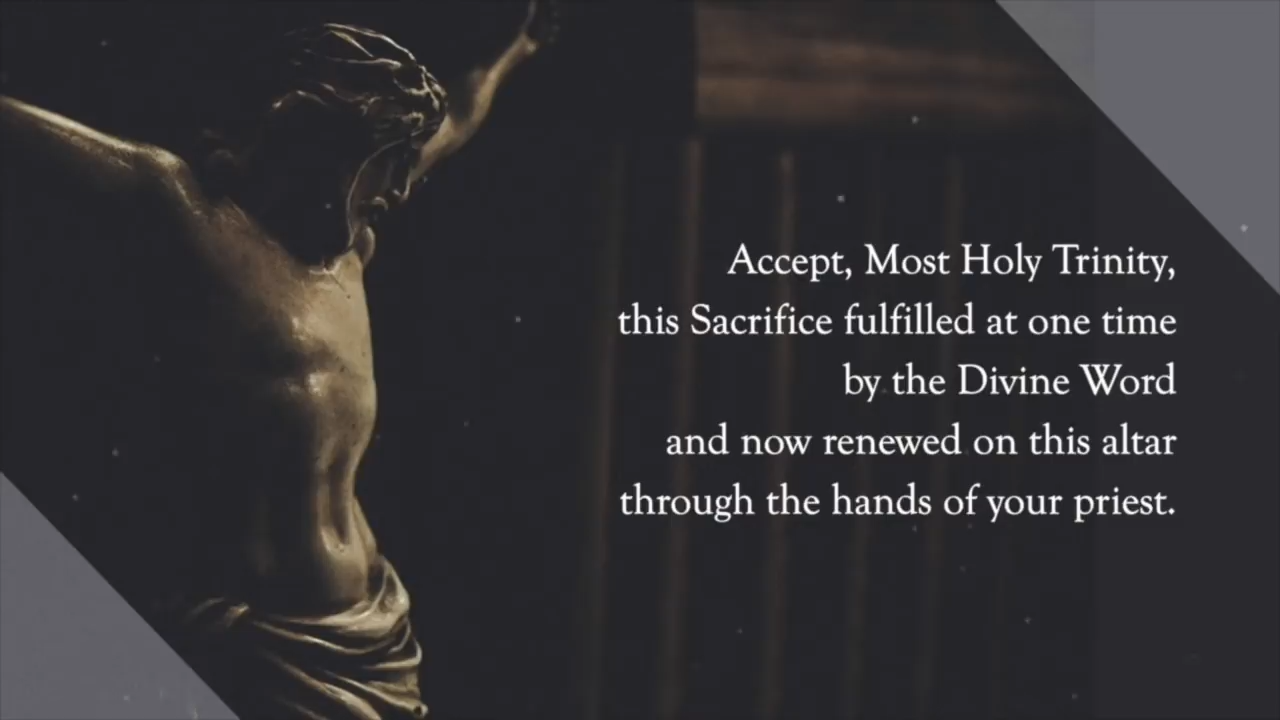 Accept, Most Holy Trinity,
this Sacrifice fulfilled at one time
by the Divine Word
and now renewed on this altar
through the hands of your priest.